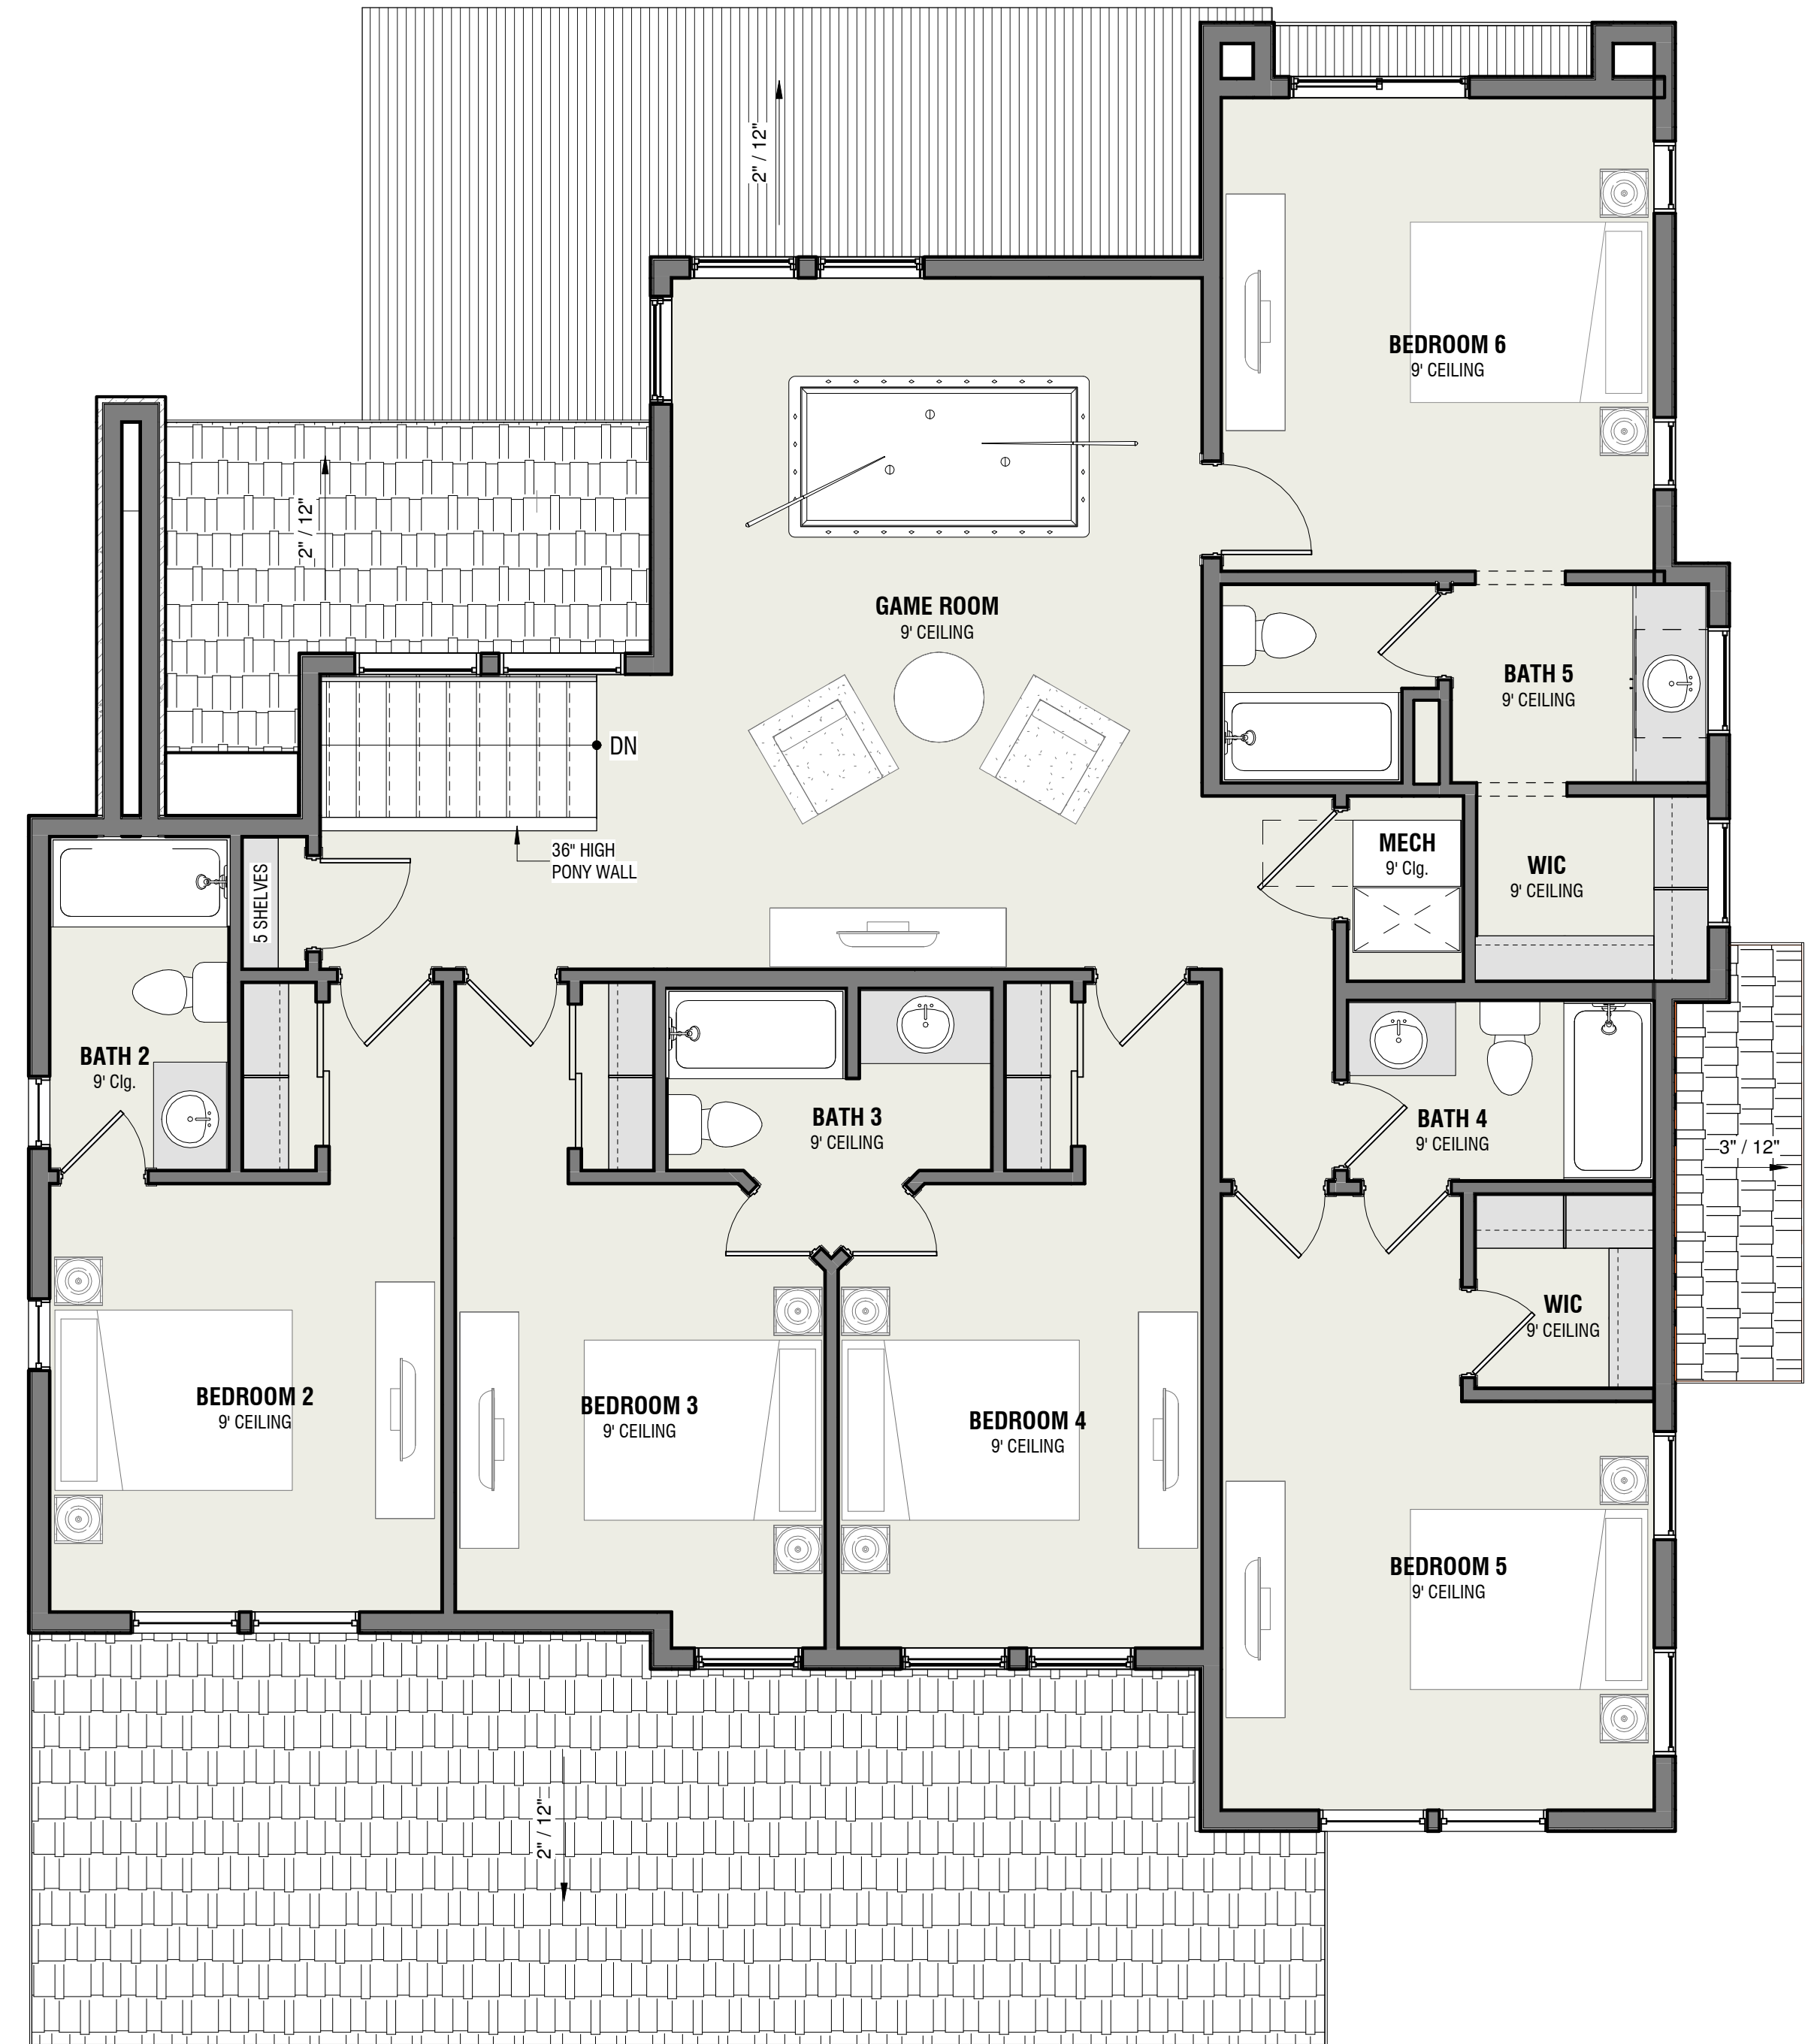 2" / 12"
BEDROOM 6
9' CEILING
2" / 12"
GAME ROOM
9' CEILING
BATH 5
9' CEILING
DN
36" HIGH
PONY WALL
MECH
9' Clg.
WIC
9' CEILING
5 SHELVES
BATH 2
9' Clg.
BATH 3
9' CEILING
BATH 4
9' CEILING
3" / 12"
WIC
9' CEILING
BEDROOM 2
9' CEILING
BEDROOM 3
9' CEILING
BEDROOM 4
9' CEILING
BEDROOM 5
9' CEILING
2" / 12"